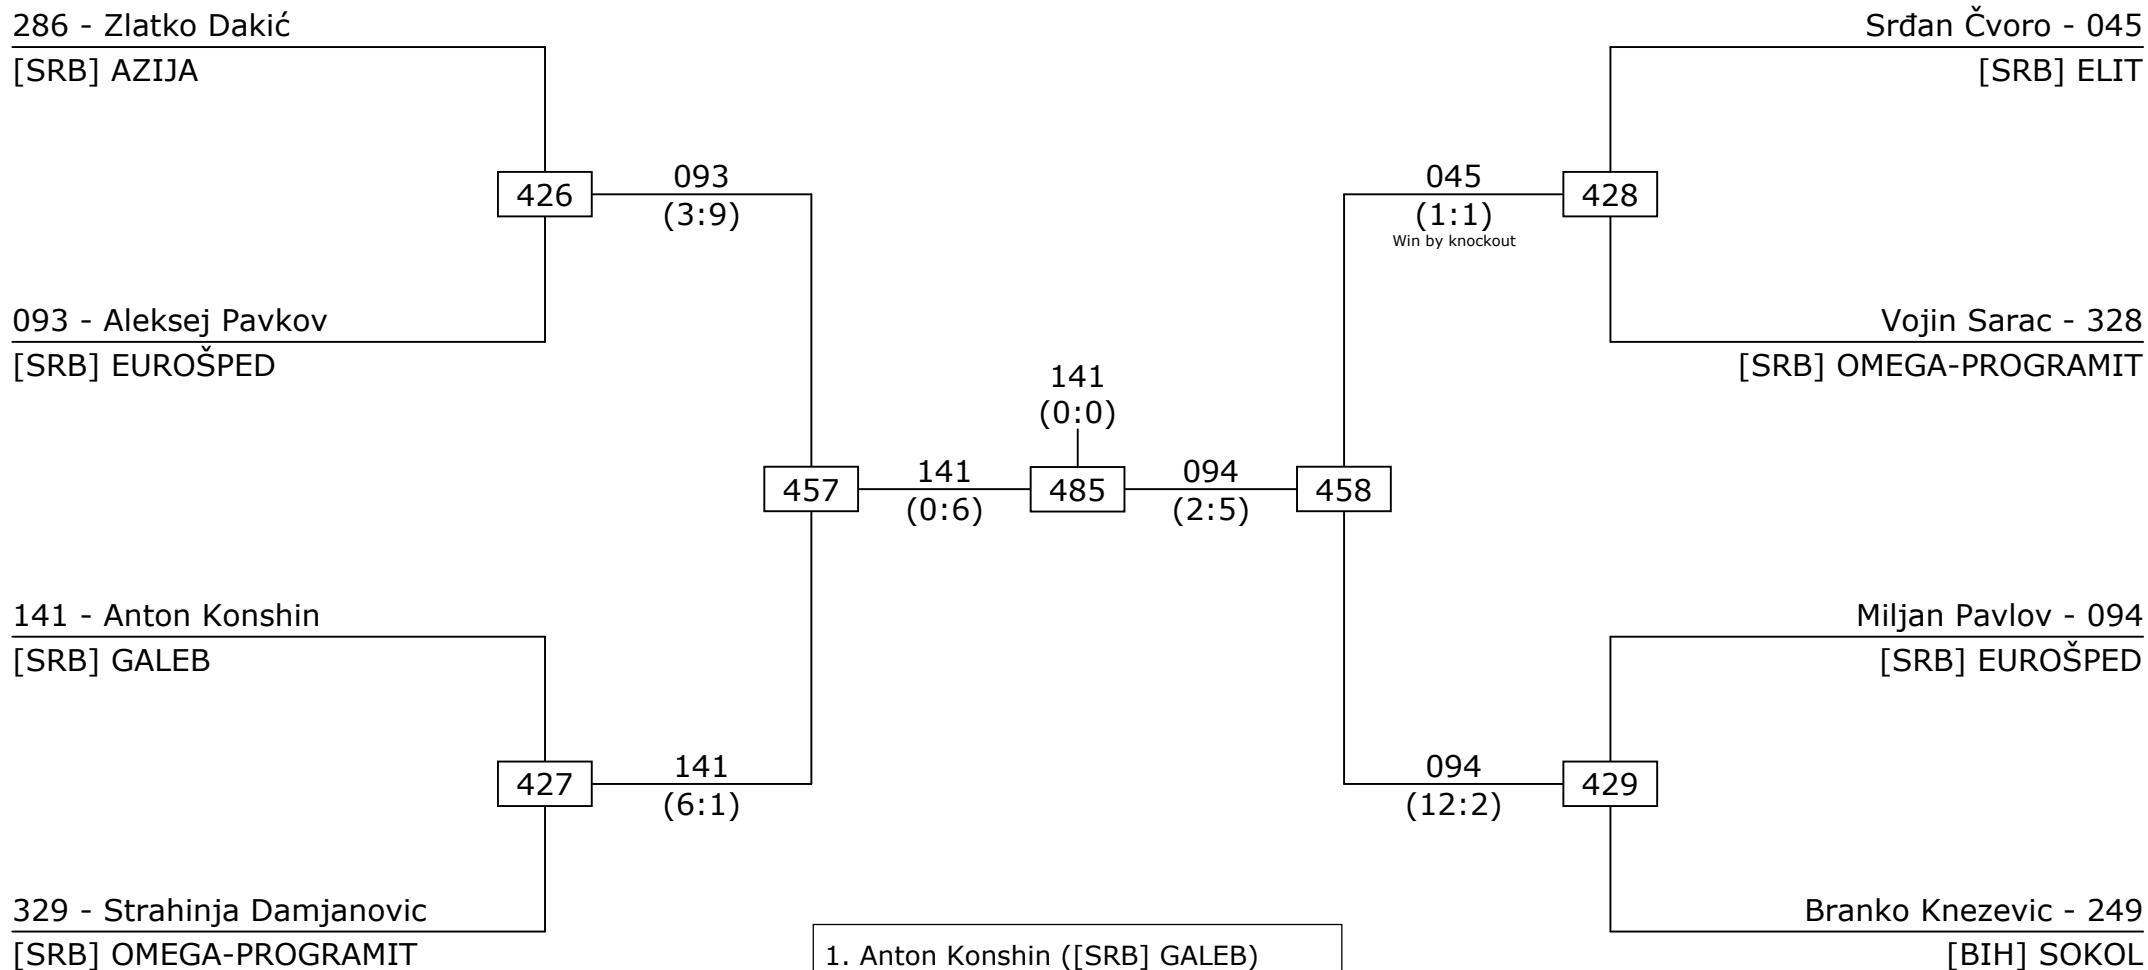 286 - Zlatko Dakić
[SRB] AZIJA
Srđan Čvoro - 045
[SRB] ELIT
426
093
(3:9)
045
(1:1)
Win by knockout
428
093 - Aleksej Pavkov
[SRB] EUROŠPED
Vojin Sarac - 328
[SRB] OMEGA-PROGRAMIT
141
(0:0)
457
141
(0:6)
485
094
(2:5)
458
141 - Anton Konshin
[SRB] GALEB
Miljan Pavlov - 094
[SRB] EUROŠPED
427
141
(6:1)
094
(12:2)
429
329 - Strahinja Damjanovic
[SRB] OMEGA-PROGRAMIT
1. Anton Konshin ([SRB] GALEB)
Branko Knezevic - 249
[BIH] SOKOL